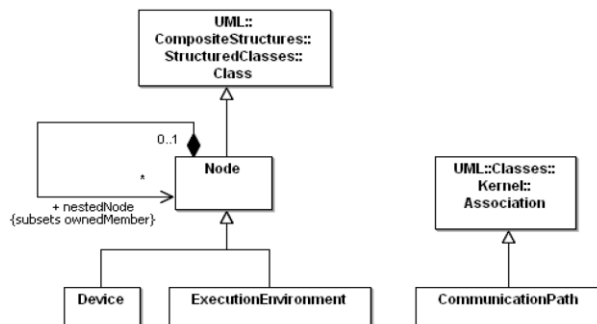 UML::
CompositeStructures::
StructuredClasses::
Class
0..1
Node
*
+ nestedNode
{subsets ownedMember}
UML::Classes::
Kernel::
Association
Device
ExecutionEnvironment
CommunicationPath